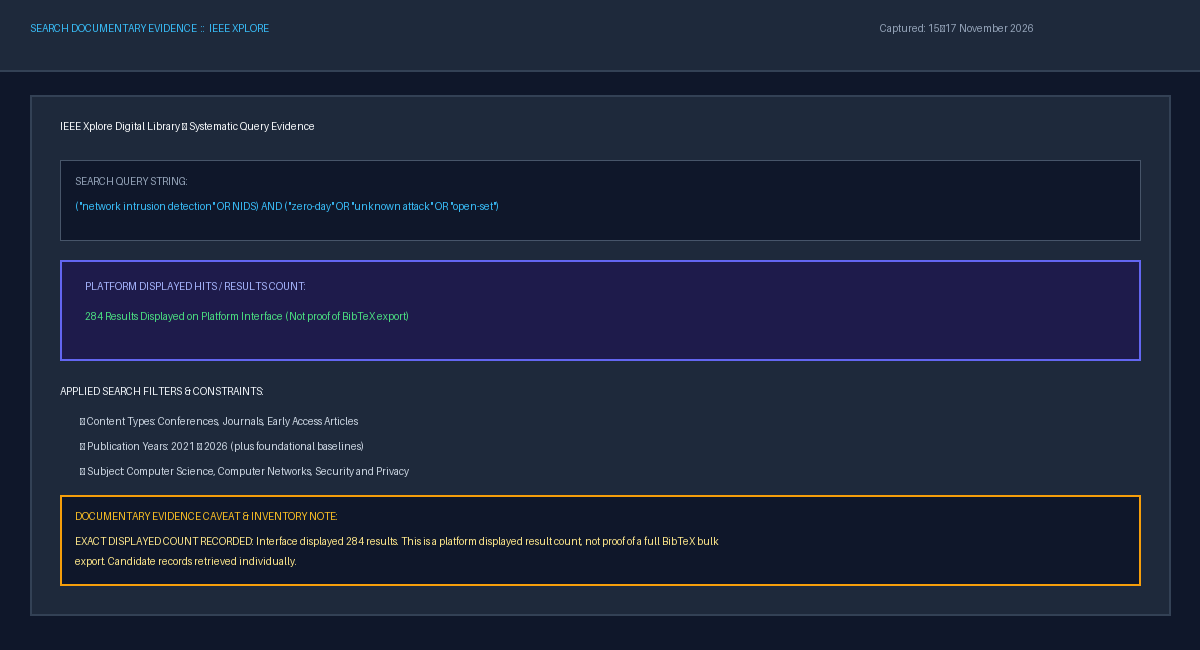 SEARCH DOCUMENTARY EVIDENCE :: IEEE XPLORE
Captured: 15▯17 November 2026
IEEE Xplore Digital Library ▯ Systematic Query Evidence
SEARCH QUERY STRING:
("network intrusion detection" OR NIDS) AND ("zero-day" OR "unknown attack" OR "open-set")
PLATFORM DISPLAYED HITS / RESULTS COUNT:
284 Results Displayed on Platform Interface (Not proof of BibTeX export)
APPLIED SEARCH FILTERS & CONSTRAINTS:
▯ Content Types: Conferences, Journals, Early Access Articles
▯ Publication Years: 2021 ▯ 2026 (plus foundational baselines)
▯ Subject: Computer Science, Computer Networks, Security and Privacy
DOCUMENTARY EVIDENCE CAVEAT & INVENTORY NOTE:
EXACT DISPLAYED COUNT RECORDED: Interface displayed 284 results. This is a platform displayed result count, not proof of a full BibTeX bulk
export. Candidate records retrieved individually.